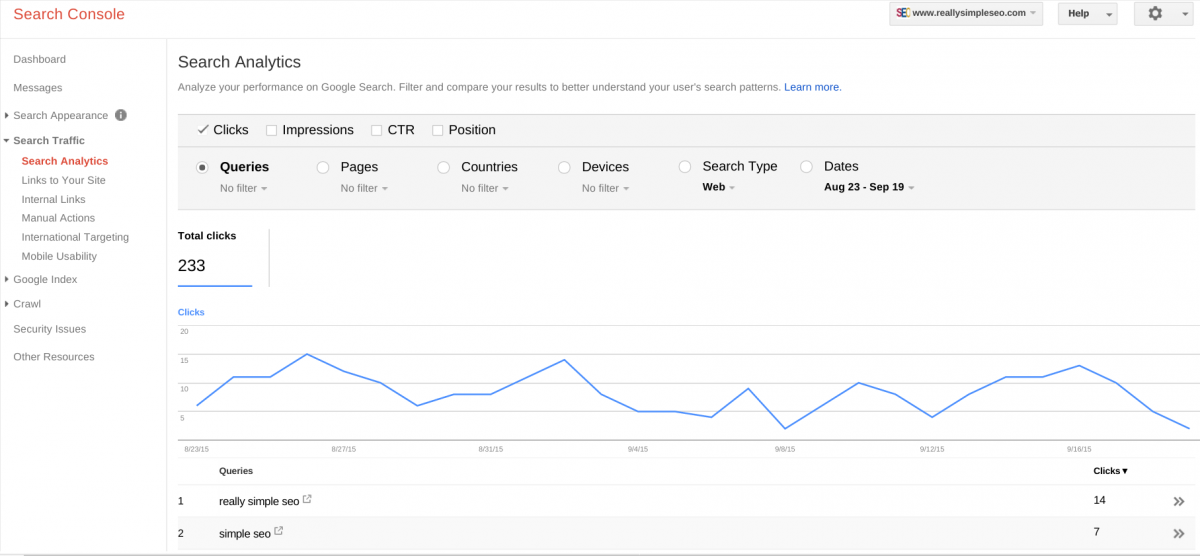 Search Console
SEO www.reallysimpleseo.com
Help
Dashboard
Messages
Search Appearance
Search Traffic
Search Analytics
Links to Your Site
Internal Links
Manual Actions
International Targeting
Mobile Usability
Google Index
Crawl
Security Issues
Other Resources
Search Analytics
Analyze your performance on Google Search. Filter and compare your results to better understand your user's search patterns. Learn more.
Clicks Impressions CTR Position
Queries Pages Countries Devices Search Type Dates
No filter No filter No filter No filter Web Aug 23 - Sep 19
Total clicks
233
Clicks
20
15
10
5
8/23/15 8/27/15 8/31/15 9/4/15 9/8/15 9/12/15 9/16/15
Queries Clicks▼
1 really simple seo 14 »
2 simple seo 7 »